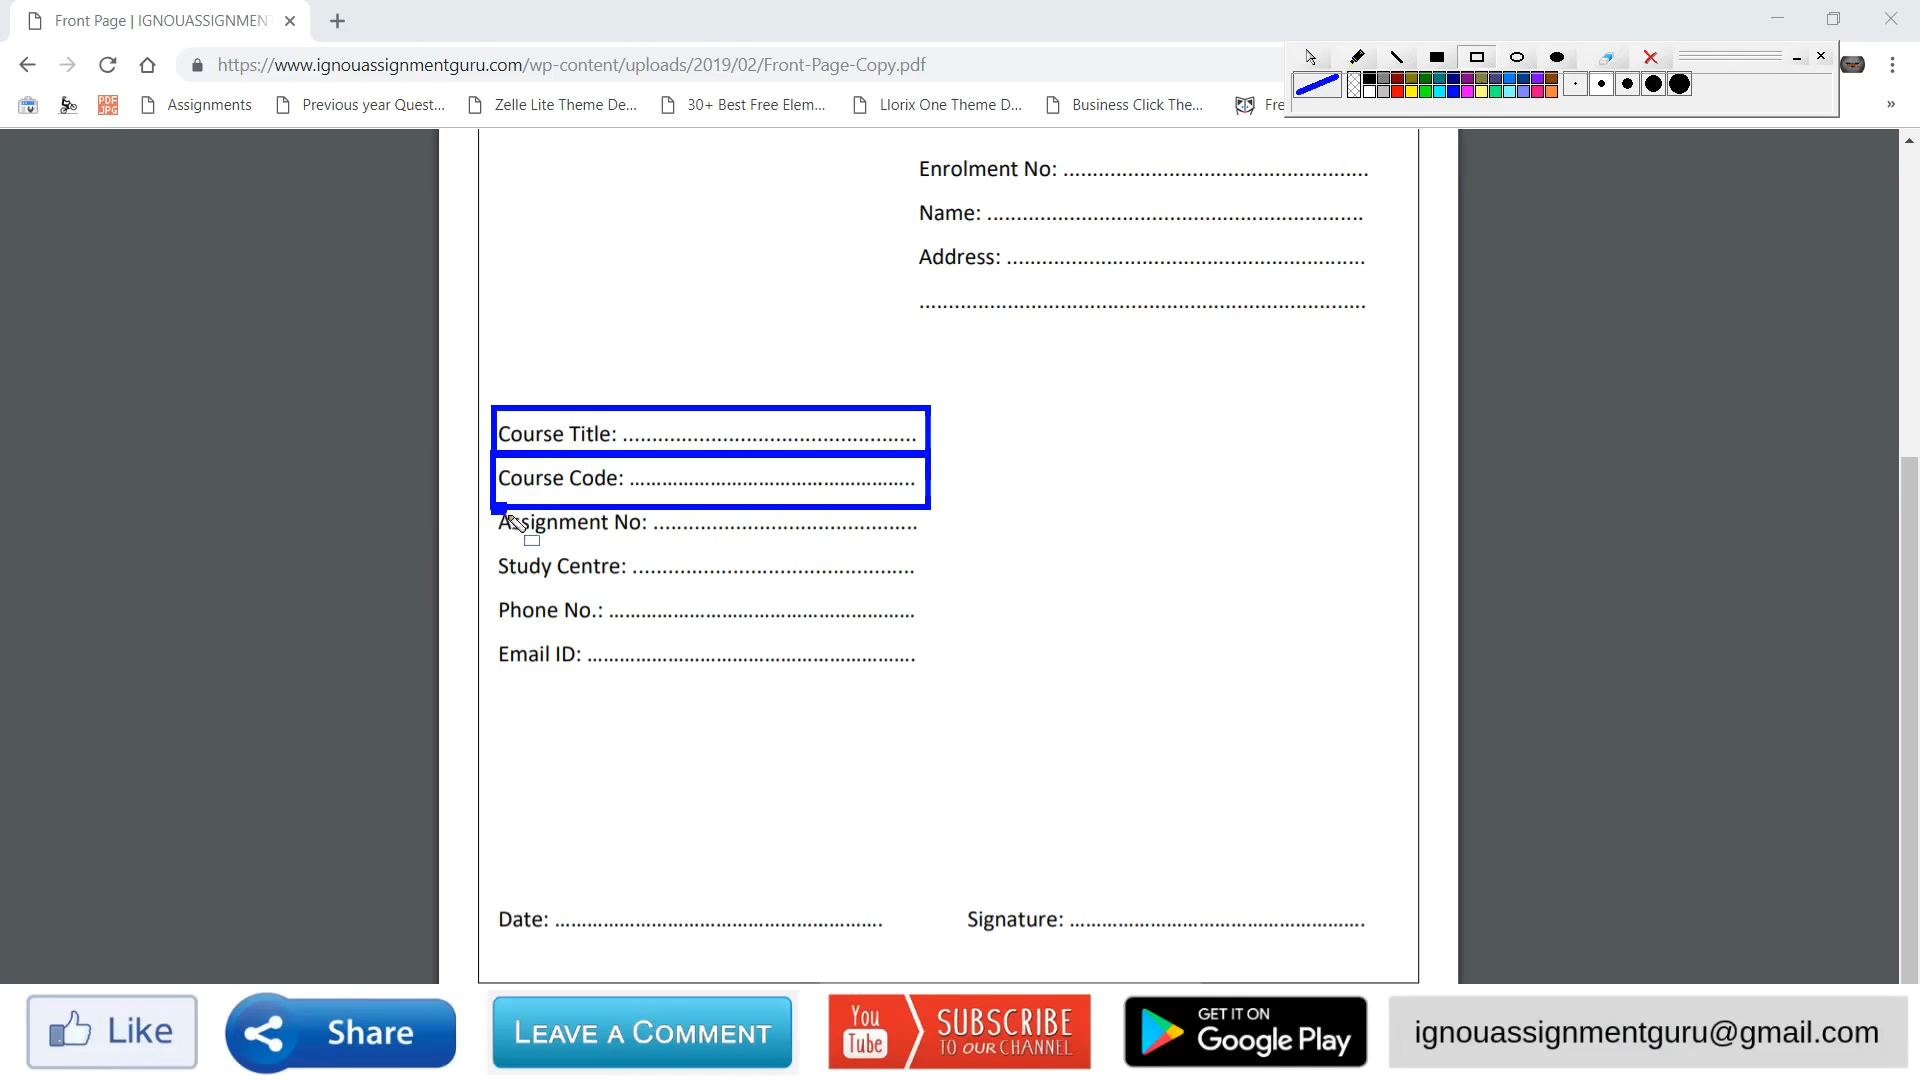 Front Page | IGNOUASSIGNMEN
https://www.ignouassignmentguru.com/wp-content/uploads/2019/02/Front-Page-Copy.pdf
PDF JPG
Assignments
Previous year Quest...
Zelle Lite Theme De...
30+ Best Free Elem...
Llorix One Theme D...
Business Click The...
Fre
»
Enrolment No: ....................................................
Name: ................................................................
Address: .............................................................
............................................................................
Course Title: ..................................................
Course Code: ................................................
Assignment No: .............................................
Study Centre: ................................................
Phone No.: ....................................................
Email ID: ........................................................
Date: ........................................................
Signature: ..................................................
Like
Share
LEAVE A COMMENT
You Tube
SUBSCRIBE
TO OUR CHANNEL
GET IT ON
Google Play
ignouassignmentguru@gmail.com